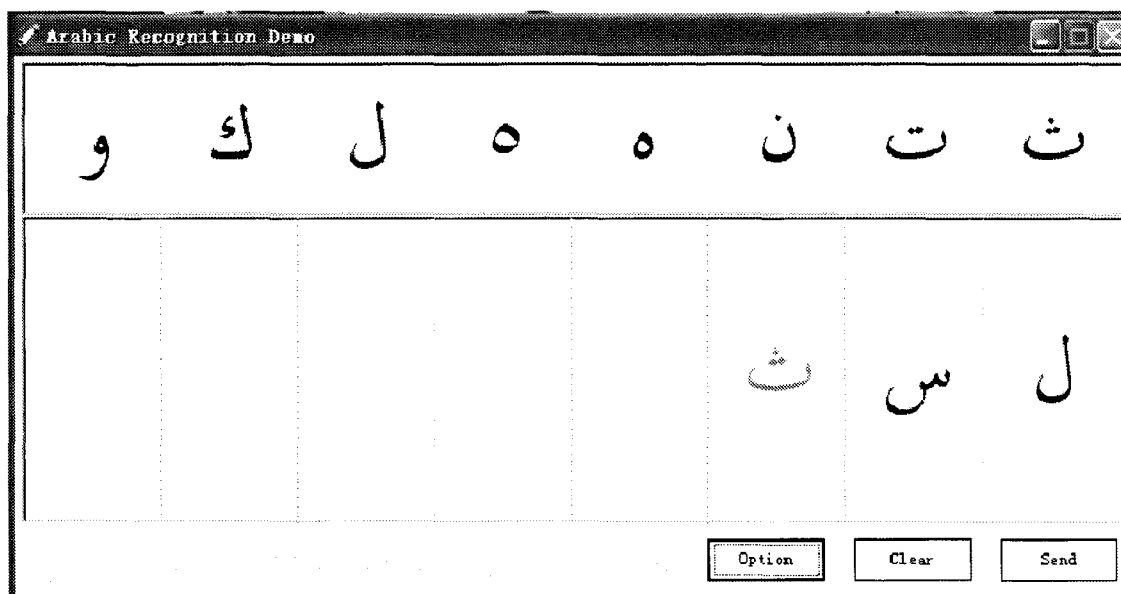 Arabic Recognition Demo
ث ت ن ه ه ل ك و
ل س ث
Option Clear Send